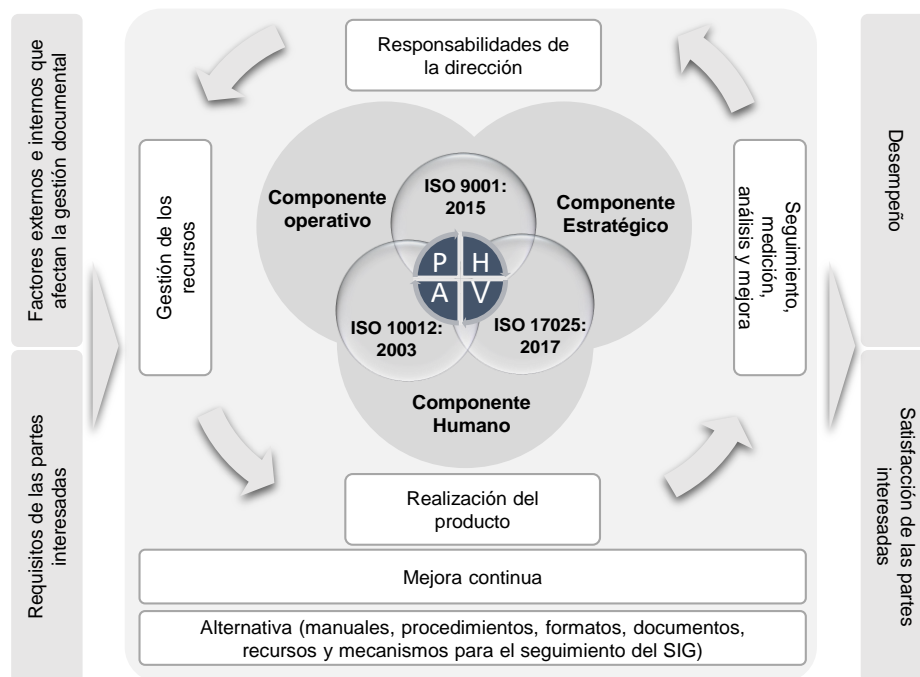 Factores externos e internos que
afectan la gestión documental
Requisitos de las partes
interesadas
Responsabilidades de
la dirección
Gestión de los
recursos
Componente
operativo
ISO 9001:
2015
Componente
Estratégico
P H
A V
ISO 10012:
2003
ISO 17025:
2017
Componente
Humano
Seguimiento,
medición,
análisis y mejora
Realización del
producto
Mejora continua
Alternativa (manuales, procedimientos, formatos, documentos,
recursos y mecanismos para el seguimiento del SIG)
Desempeño
Satisfacción de las partes
interesadas